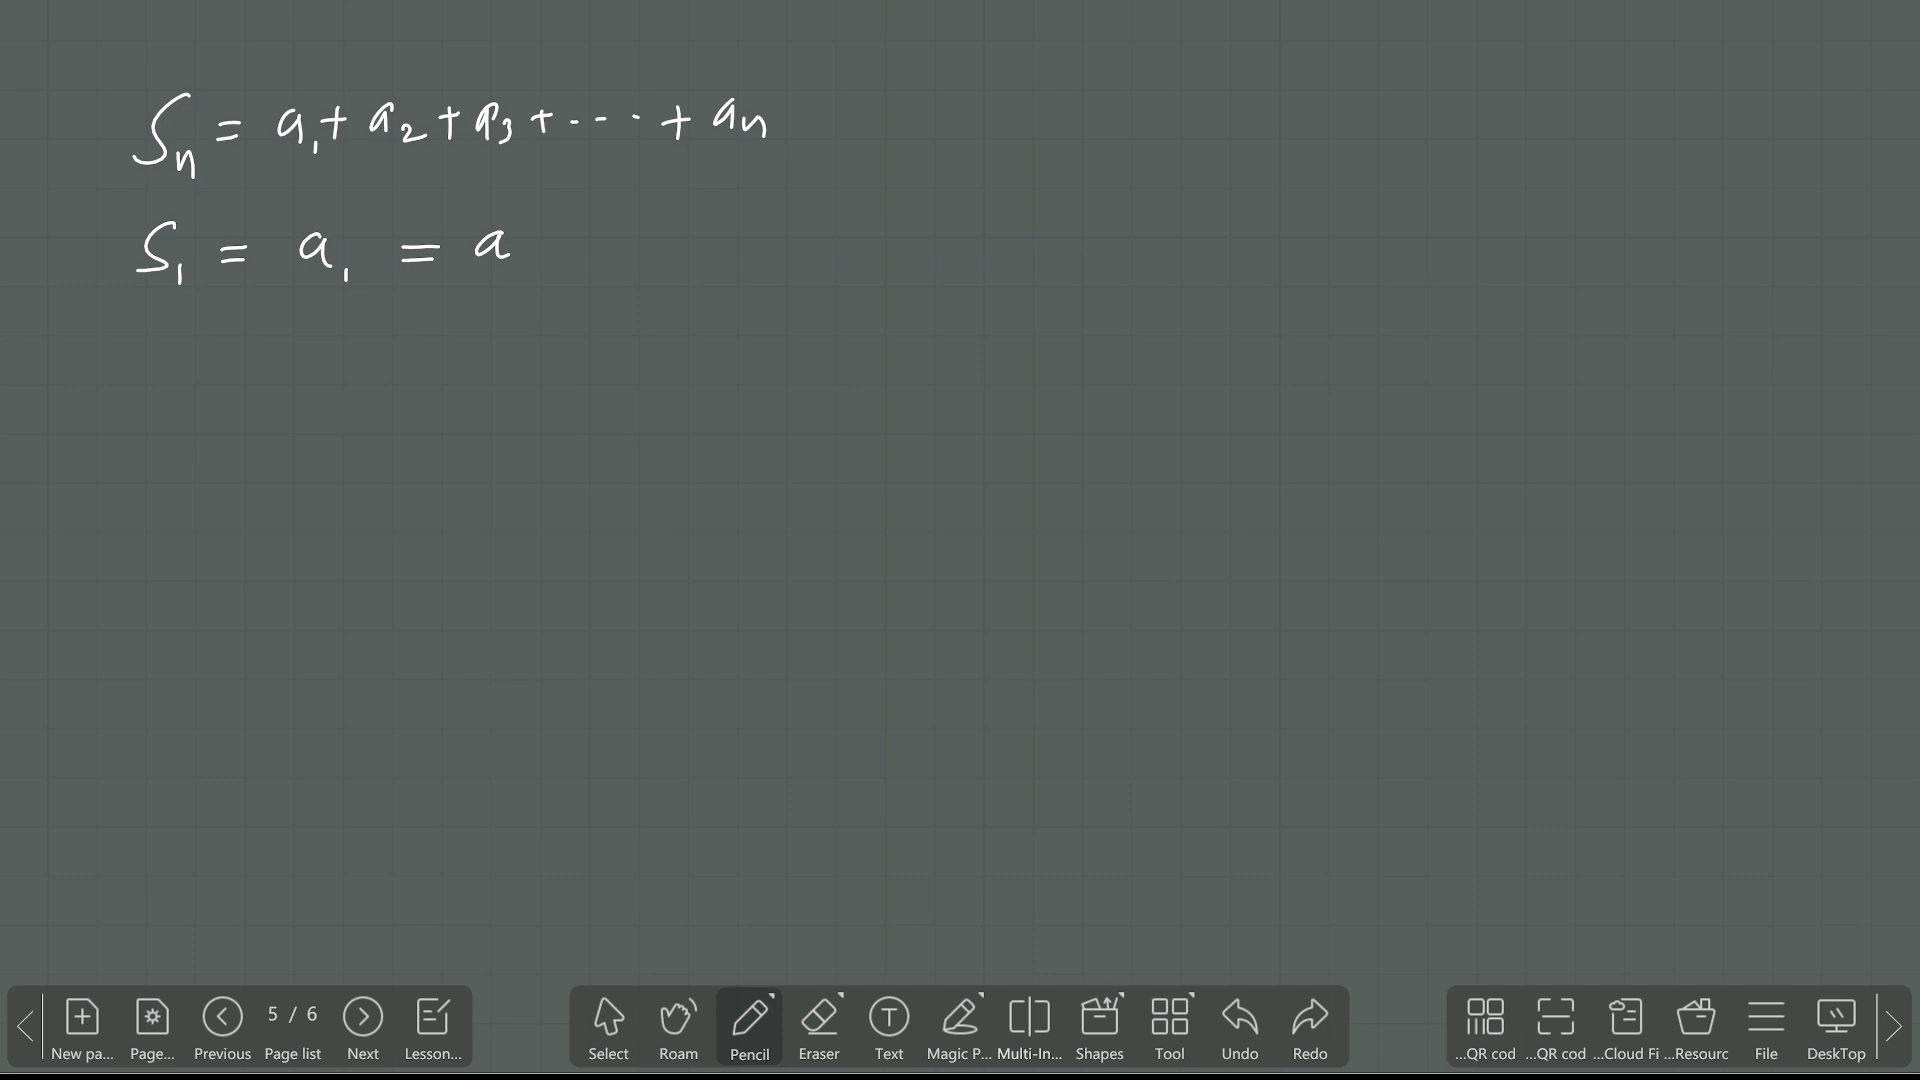 Sn = a1 + a2 + a3 + ... + an
S1 = a1 = a
New pa... Page... Previous 5 / 6 Page list Next Lesson...
Select Roam Pencil Eraser Text Magic P... Multi-In... Shapes Tool Undo Redo
...QR cod ...QR cod ...Cloud Fi ...Resourc File DeskTop